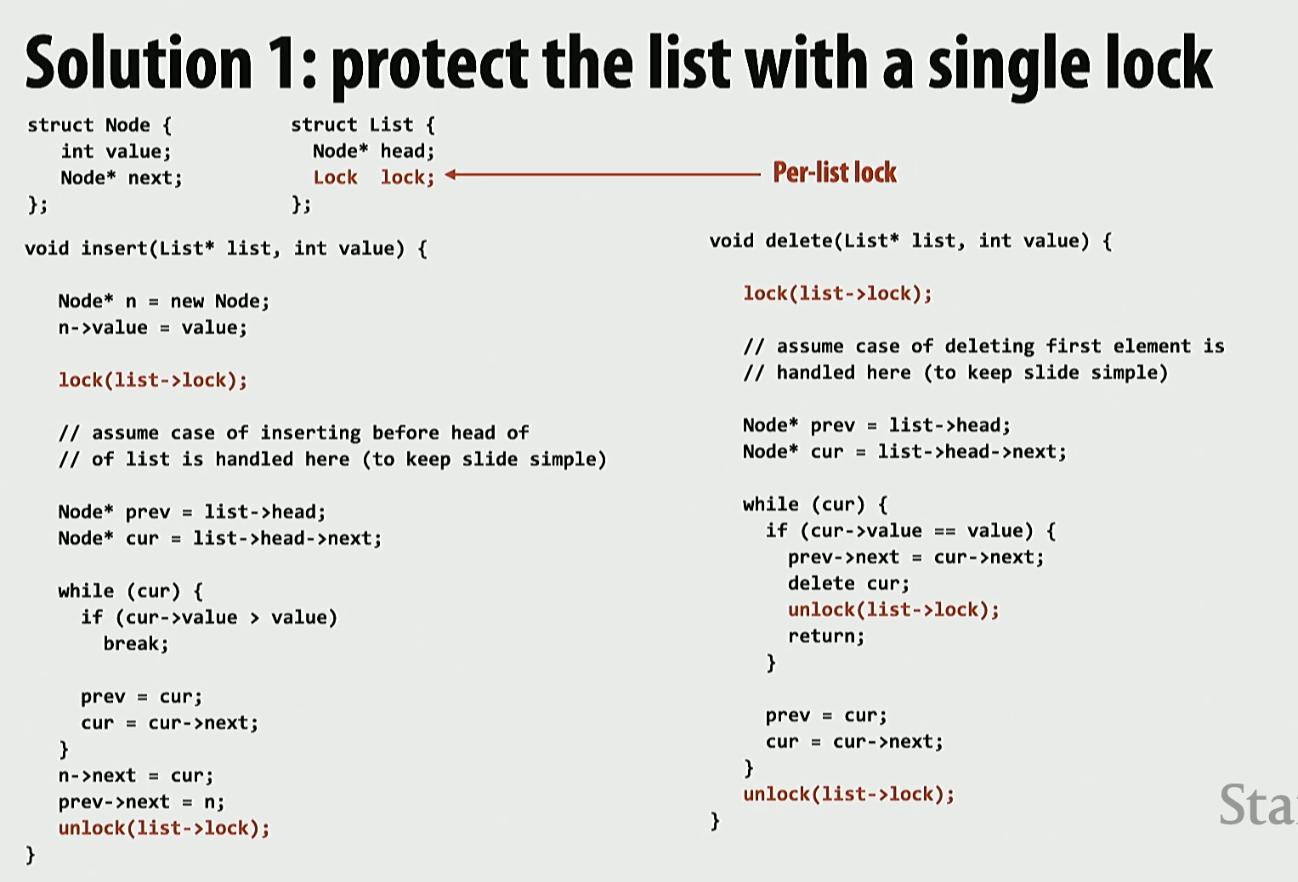 Solution 1: protect the list with a single lock
struct Node {
   int value;
   Node* next;
};
struct List {
  Node* head;
  Lock  lock;
};
Per-list lock
void insert(List* list, int value) {
   Node* n = new Node;
   n->value = value;
   lock(list->lock);
   // assume case of inserting before head of
   // of list is handled here (to keep slide simple)
   Node* prev = list->head;
   Node* cur = list->head->next;
   while (cur) {
     if (cur->value > value)
       break;
     prev = cur;
     cur = cur->next;
   }
   n->next = cur;
   prev->next = n;
   unlock(list->lock);
}
void delete(List* list, int value) {
   lock(list->lock);
   // assume case of deleting first element is
   // handled here (to keep slide simple)
   Node* prev = list->head;
   Node* cur = list->head->next;
   while (cur) {
     if (cur->value == value) {
       prev->next = cur->next;
       delete cur;
       unlock(list->lock);
       return;
     }
     prev = cur;
     cur = cur->next;
   }
   unlock(list->lock);
}